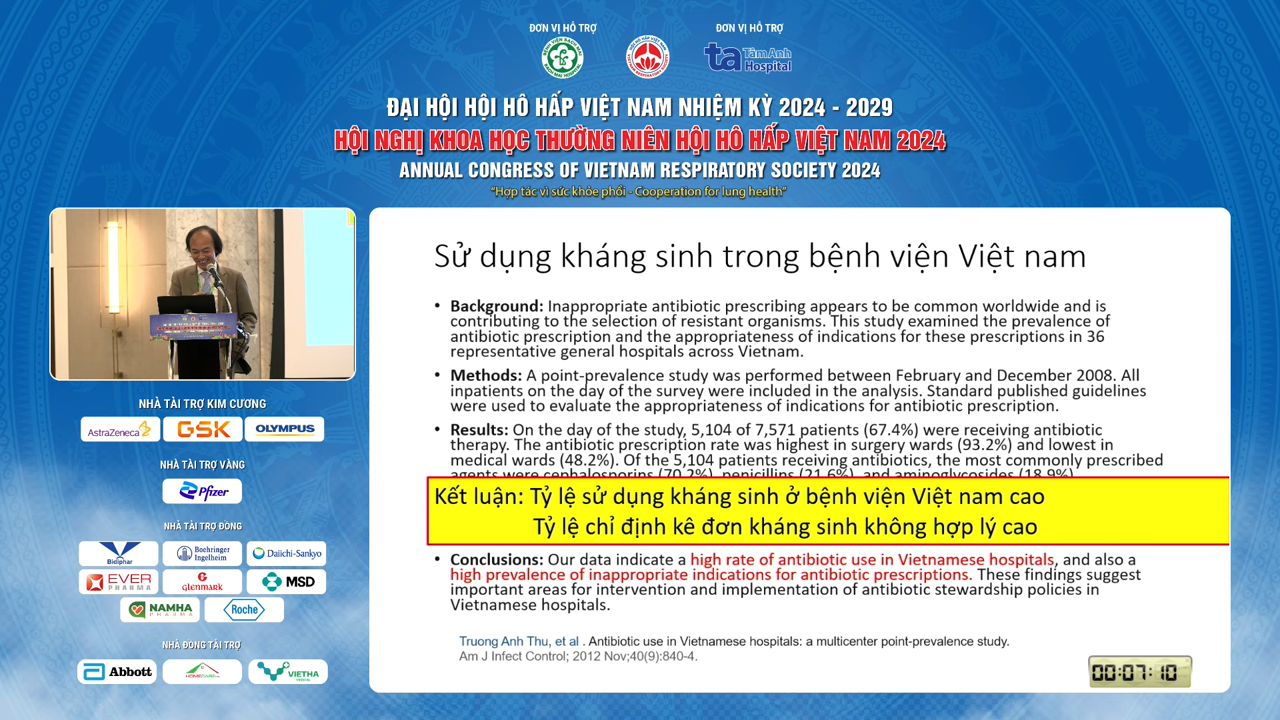 ĐƠN VỊ HỖ TRỢ
ĐƠN VỊ HỖ TRỢ
TâmAnh
Hospital
ĐẠI HỘI HỘI HÔ HẤP VIỆT NAM NHIỆM KỲ 2024 - 2029
HỘI NGHỊ KHOA HỌC THƯỜNG NIÊN HỘI HÔ HẤP VIỆT NAM 2024
ANNUAL CONGRESS OF VIETNAM RESPIRATORY SOCIETY 2024
"Hợp tác vì sức khỏe phổi - Cooperation for lung health"
NHÀ TÀI TRỢ KIM CƯƠNG
AstraZeneca GSK OLYMPUS
NHÀ TÀI TRỢ VÀNG
Pfizer
NHÀ TÀI TRỢ ĐỒNG
Bidiphar Boehringer Ingelheim Daiichi-Sankyo
EVER PHARMA GLENMARK MSD
NAMHA PHARMA Roche
NHÀ ĐỒNG TÀI TRỢ
Abbott VIETHA
Sử dụng kháng sinh trong bệnh viện Việt nam
• Background: Inappropriate antibiotic prescribing appears to be common worldwide and is
contributing to the selection of resistant organisms. This study examined the prevalence of
antibiotic prescription and the appropriateness of indications for these prescriptions in 36
representative general hospitals across Vietnam.
• Methods: A point-prevalence study was performed between February and December 2008. All
inpatients on the day of the survey were included in the analysis. Standard published guidelines
were used to evaluate the appropriateness of indications for antibiotic prescription.
• Results: On the day of the study, 5,104 of 7,571 patients (67.4%) were receiving antibiotic
therapy. The antibiotic prescription rate was highest in surgery wards (93.2%) and lowest in
medical wards (48.2%). Of the 5,104 patients receiving antibiotics, the most commonly prescribed
agents were cephalosporins (70.2%), penicillins (21.6%), and aminoglycosides (18.9%).
Kết luận: Tỷ lệ sử dụng kháng sinh ở bệnh viện Việt nam cao
Tỷ lệ chỉ định kê đơn kháng sinh không hợp lý cao
• Conclusions: Our data indicate a high rate of antibiotic use in Vietnamese hospitals, and also a
high prevalence of inappropriate indications for antibiotic prescriptions. These findings suggest
important areas for intervention and implementation of antibiotic stewardship policies in
Vietnamese hospitals.
Truong Anh Thu, et al . Antibiotic use in Vietnamese hospitals: a multicenter point-prevalence study.
Am J Infect Control; 2012 Nov;40(9):840-4.
00:07:10